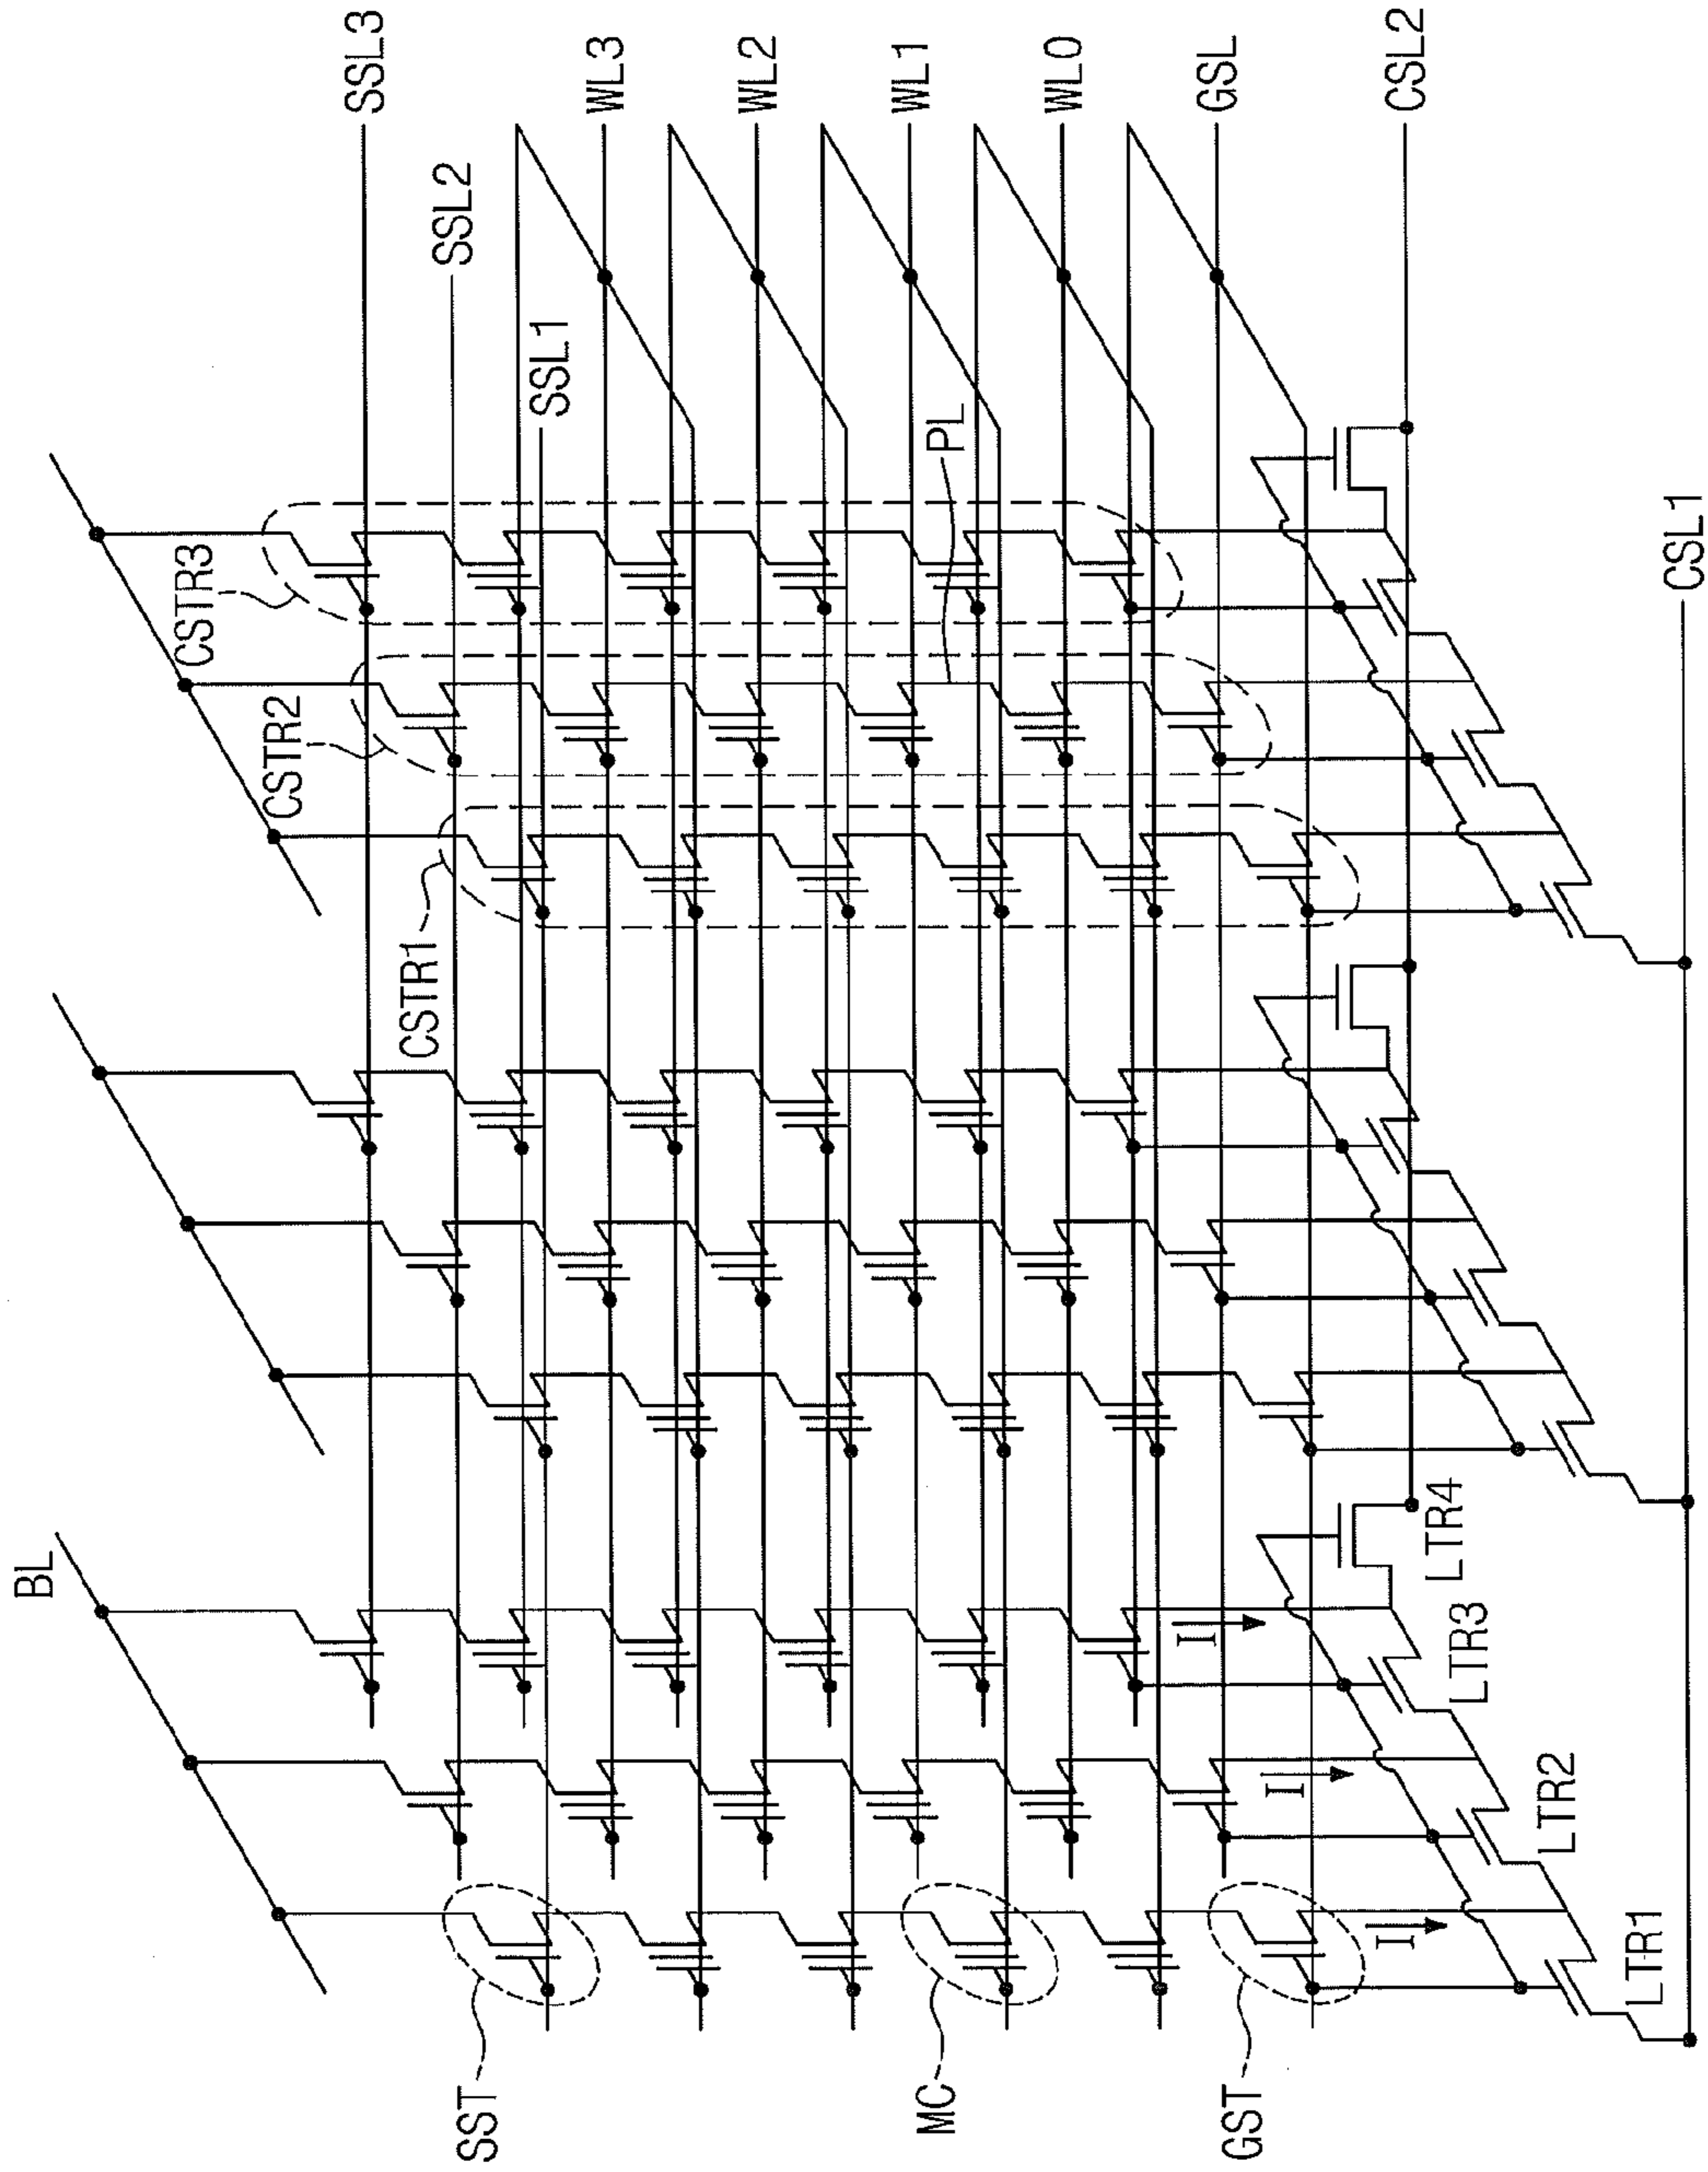 BL
SSL3
SSL2
WL3
SSL1
WL2
WL1
WL0
GSL
CSL2
CSL1
CSTR3
CSTR2
CSTR1
PL
SST
MC
GST
I
I
I
LTR4
LTR3
LTR2
LTR1